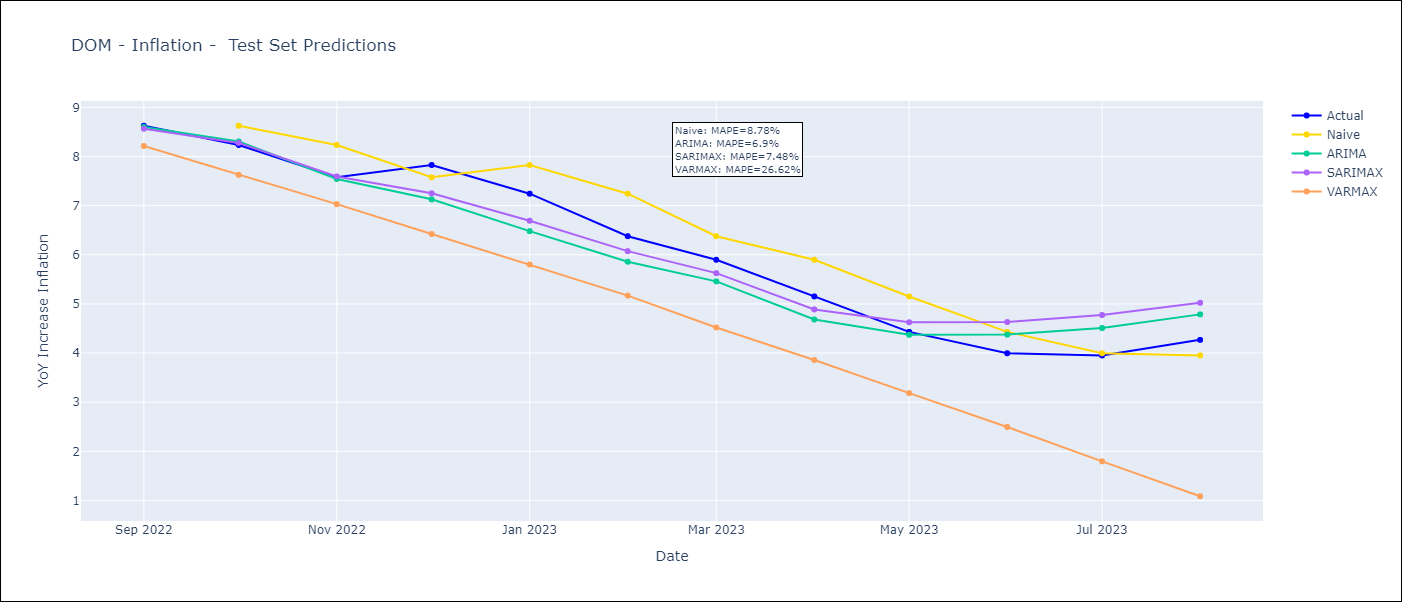 DOM - Inflation -  Test Set Predictions
9
8
7
6
5
4
3
2
1
YoY Increase Inflation
Naive: MAPE=8.78%
ARIMA: MAPE=6.9%
SARIMAX: MAPE=7.48%
VARMAX: MAPE=26.62%
Actual
Naive
ARIMA
SARIMAX
VARMAX
Sep 2022 Nov 2022 Jan 2023 Mar 2023 May 2023 Jul 2023
Date